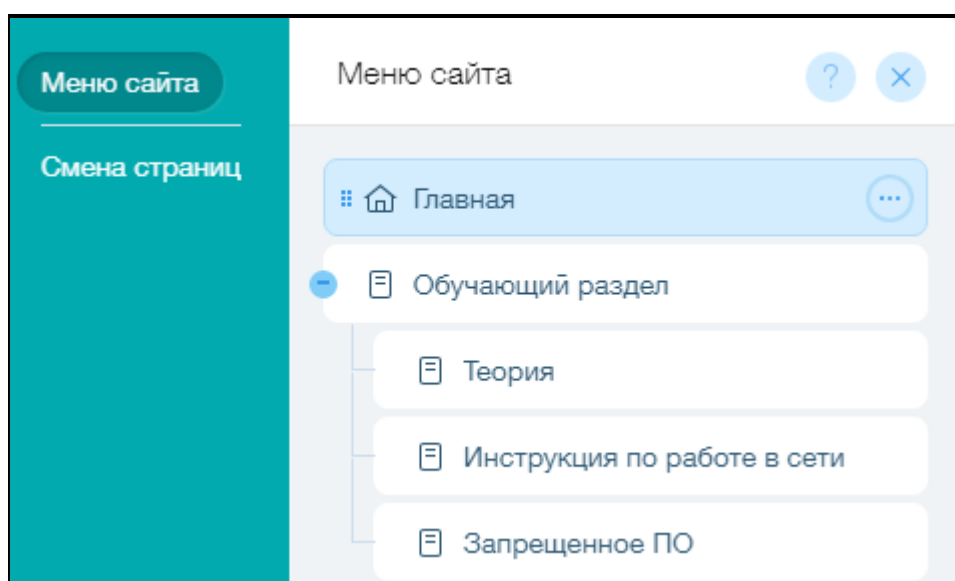 Меню сайта
Смена страниц
Меню сайта
?
Главная
Обучающий раздел
Теория
Инструкция по работе в сети
Запрещенное ПО